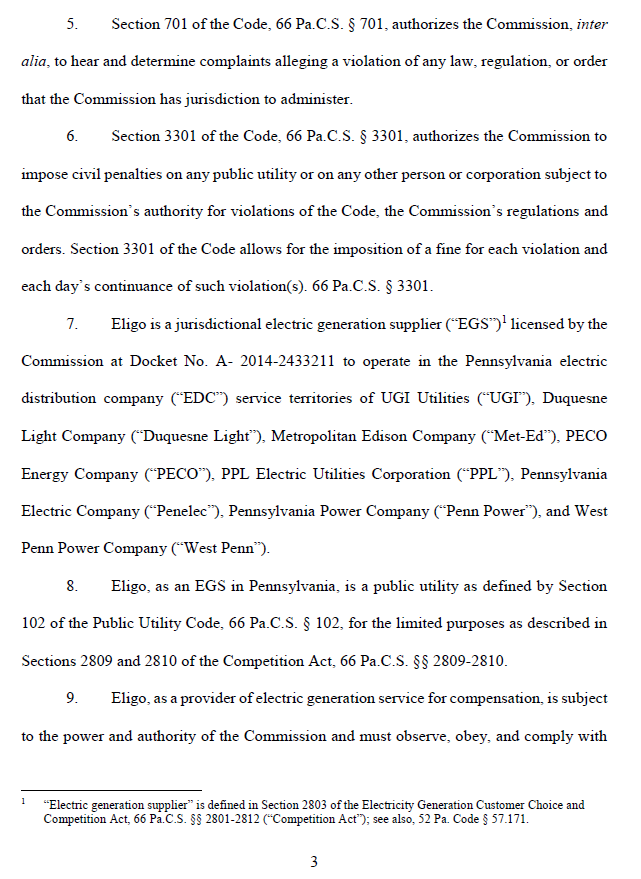 5. Section 701 of the Code, 66 Pa.C.S. § 701, authorizes the Commission, inter
alia, to hear and determine complaints alleging a violation of any law, regulation, or order
that the Commission has jurisdiction to administer.
6. Section 3301 of the Code, 66 Pa.C.S. § 3301, authorizes the Commission to
impose civil penalties on any public utility or on any other person or corporation subject to
the Commission's authority for violations of the Code, the Commission's regulations and
orders. Section 3301 of the Code allows for the imposition of a fine for each violation and
each day's continuance of such violation(s). 66 Pa.C.S. § 3301.
7. Eligo is a jurisdictional electric generation supplier ("EGS")1 licensed by the
Commission at Docket No. A- 2014-2433211 to operate in the Pennsylvania electric
distribution company ("EDC") service territories of UGI Utilities ("UGI"), Duquesne
Light Company ("Duquesne Light"), Metropolitan Edison Company ("Met-Ed"), PECO
Energy Company ("PECO"), PPL Electric Utilities Corporation ("PPL"), Pennsylvania
Electric Company ("Penelec"), Pennsylvania Power Company ("Penn Power"), and West
Penn Power Company ("West Penn").
8. Eligo, as an EGS in Pennsylvania, is a public utility as defined by Section
102 of the Public Utility Code, 66 Pa.C.S. § 102, for the limited purposes as described in
Sections 2809 and 2810 of the Competition Act, 66 Pa.C.S. §§ 2809-2810.
9. Eligo, as a provider of electric generation service for compensation, is subject
to the power and authority of the Commission and must observe, obey, and comply with
1 "Electric generation supplier" is defined in Section 2803 of the Electricity Generation Customer Choice and
Competition Act, 66 Pa.C.S. §§ 2801-2812 ("Competition Act"); see also, 52 Pa. Code § 57.171.
3